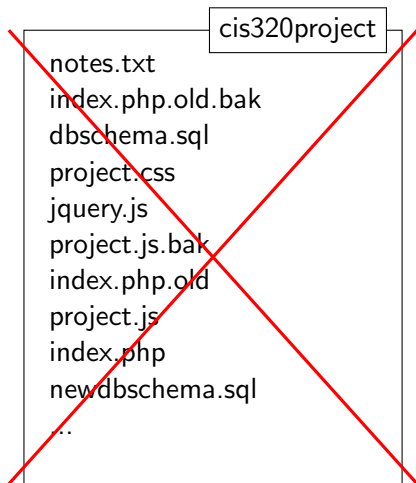 cis320project
notes.txt
index.php.old.bak
dbschema.sql
project.css
jquery.js
project.js.bak
index.php.old
project.js
index.php
newdbschema.sql
...